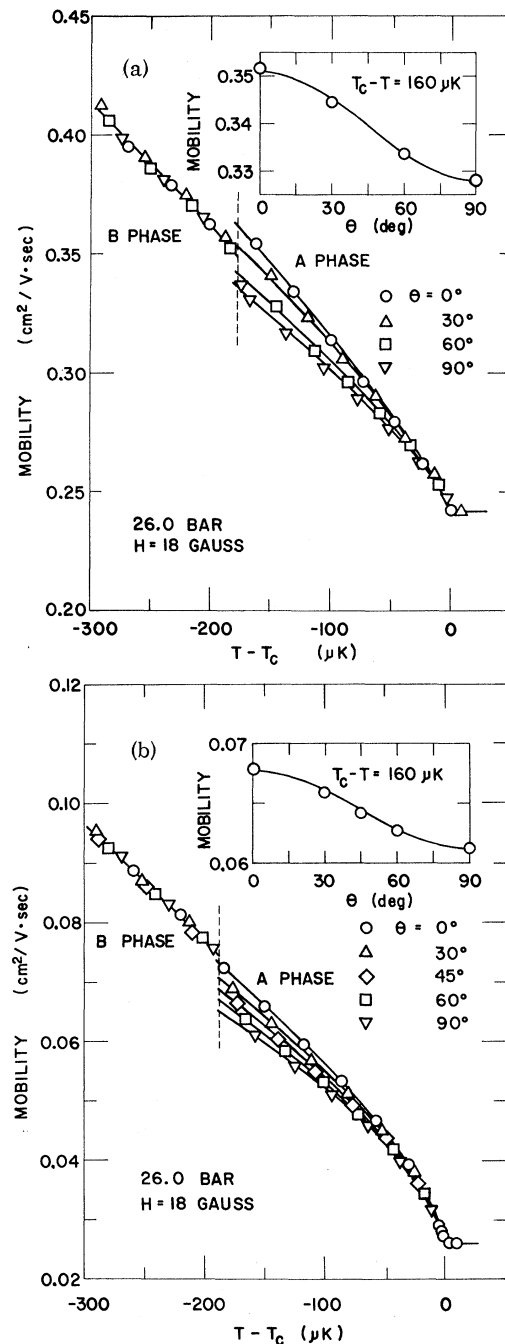 (a)
0.45
0.40
0.35
0.30
0.25
0.20
MOBILITY (cm²/V·sec)
0.35
0.34
0.33
MOBILITY
T_C-T = 160 μK
0 30 60 90
θ (deg)
B PHASE
A PHASE
θ = 0°
30°
60°
90°
26.0 BAR
H = 18 GAUSS
-300 -200 -100 0
T-T_C (μK)
(b)
0.12
0.10
0.08
0.06
0.04
0.02
MOBILITY (cm²/V·sec)
0.07
0.06
MOBILITY
T_C-T = 160 μK
0 30 60 90
θ (deg)
B PHASE
A PHASE
θ = 0°
30°
45°
60°
90°
26.0 BAR
H = 18 GAUSS
-300 -200 -100 0
T-T_C (μK)